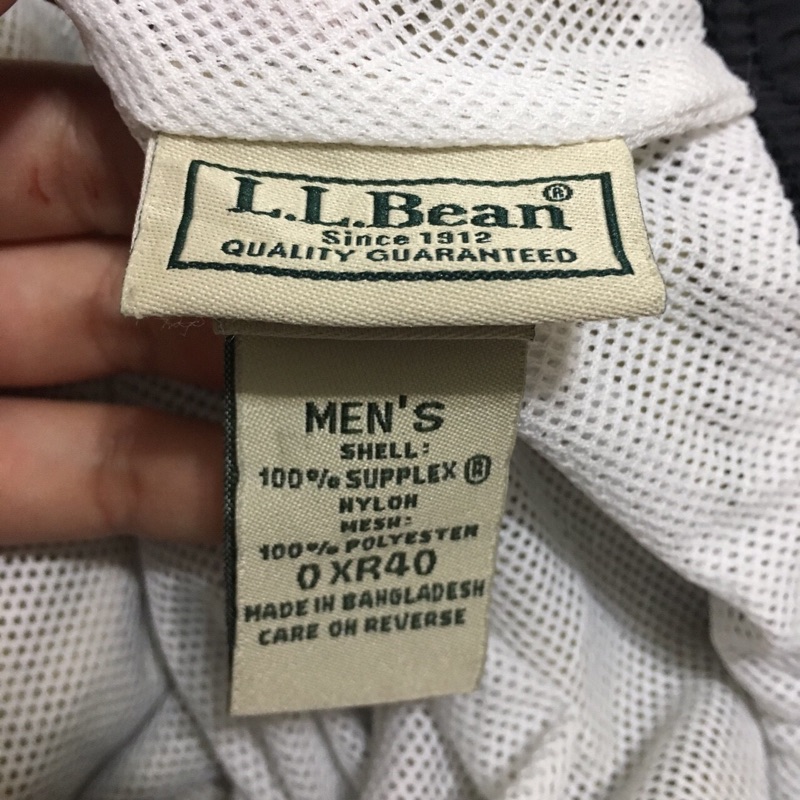 L.L.Bean®
Since 1912
QUALITY GUARANTEED
MEN'S
SHELL:
100% SUPPLEX ®
NYLON
MESH:
100% POLYESTER
0 XR40
MADE IN BANGLADESH
CARE ON REVERSE